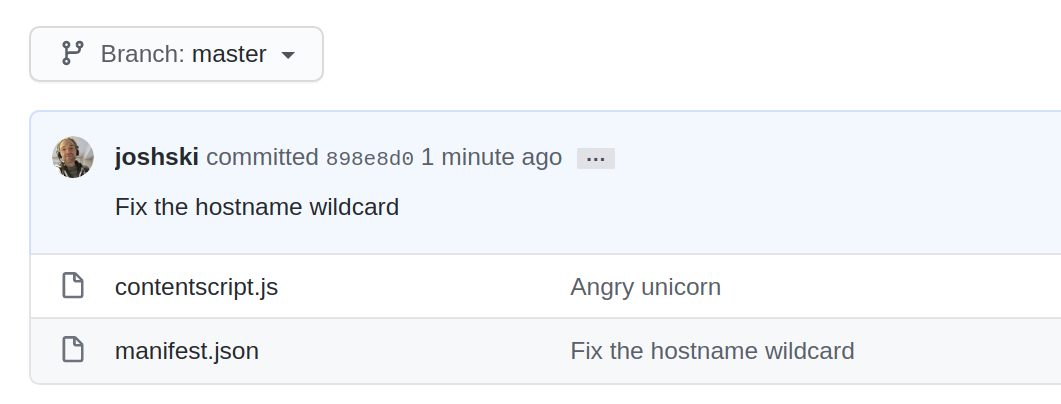 Branch: master
joshski committed 898e8d0 1 minute ago ...
Fix the hostname wildcard
contentscript.js Angry unicorn
manifest.json Fix the hostname wildcard